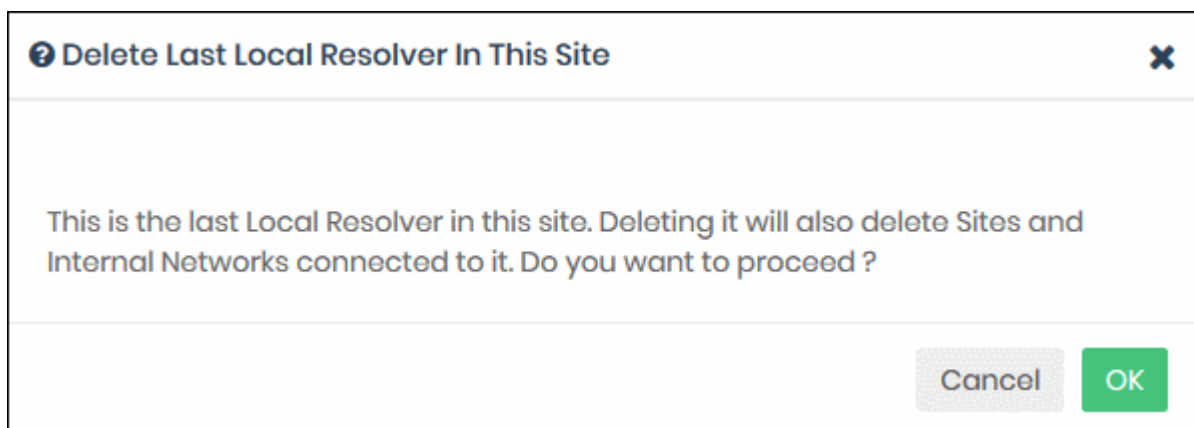 Delete Last Local Resolver In This Site
This is the last Local Resolver in this site. Deleting it will also delete Sites and
Internal Networks connected to it. Do you want to proceed ?
Cancel OK